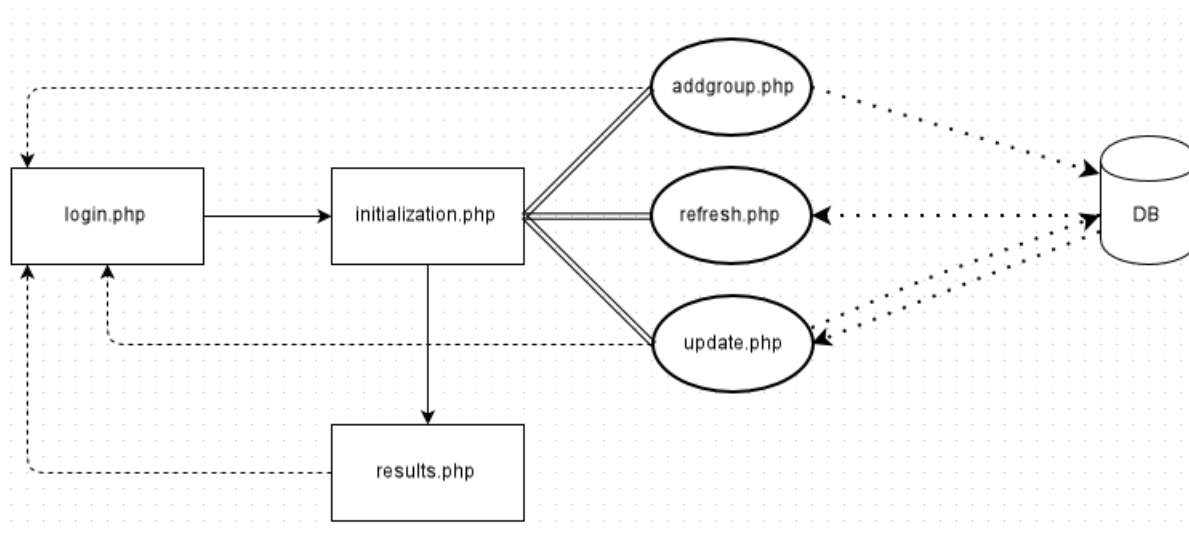 addgroup.php
login.php
initialization.php
refresh.php
DB
update.php
results.php